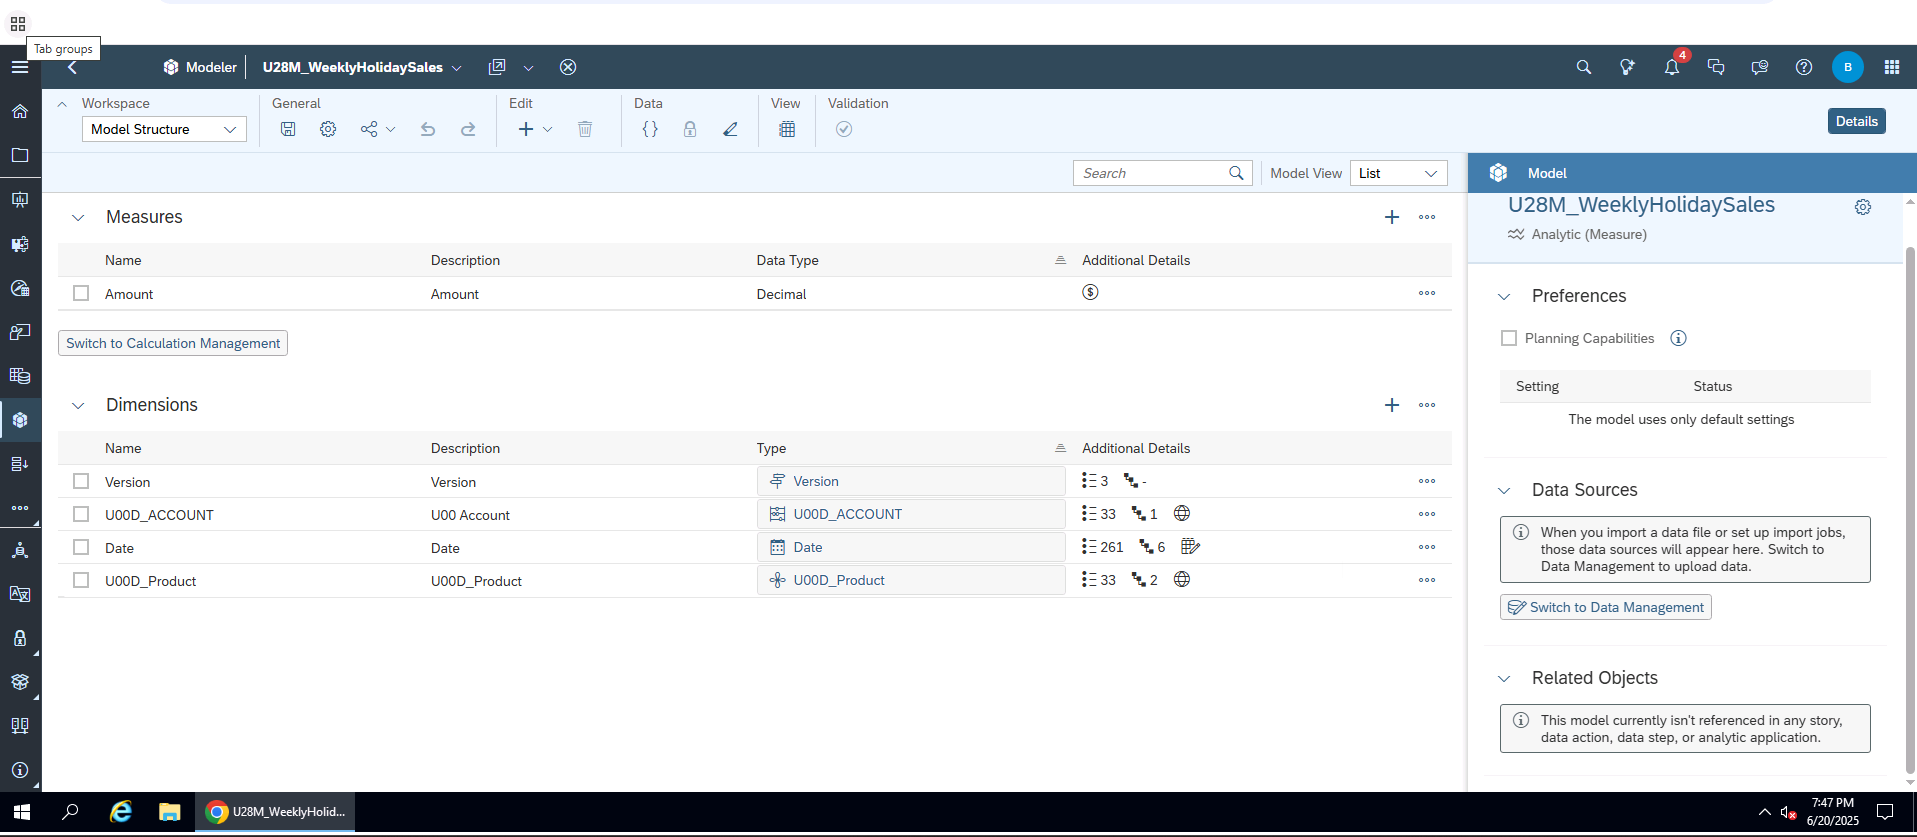 Tab groups
Modeler U28M_WeeklyHolidaySales
4
B
Workspace General Edit Data View Validation
Model Structure
Details
Search Model View List
Model
U28M_WeeklyHolidaySales
Analytic (Measure)
Measures
Name Description Data Type Additional Details
Amount Amount Decimal
Switch to Calculation Management
Dimensions
Name Description Type Additional Details
Version Version Version 3 -
U00D_ACCOUNT U00 Account U00D_ACCOUNT 33 1
Date Date Date 261 6
U00D_Product U00D_Product U00D_Product 33 2
Preferences
Planning Capabilities
Setting Status
The model uses only default settings
Data Sources
When you import a data file or set up import jobs,
those data sources will appear here. Switch to
Data Management to upload data.
Switch to Data Management
Related Objects
This model currently isn't referenced in any story,
data action, data step, or analytic application.
U28M_WeeklyHolid...
7:47 PM
6/20/2025